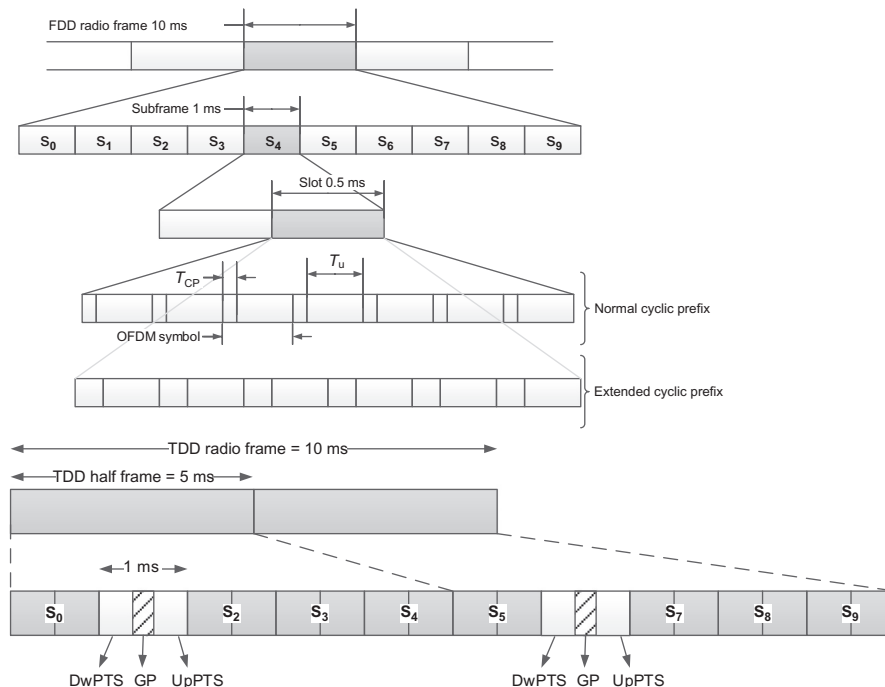 FDD radio frame 10 ms
Subframe 1 ms
S0 S1 S2 S3 S4 S5 S6 S7 S8 S9
Slot 0.5 ms
TCP Tu
Normal cyclic prefix
OFDM symbol
Extended cyclic prefix
TDD radio frame = 10 ms
TDD half frame = 5 ms
1 ms
S0 S2 S3 S4 S5 S7 S8 S9
DwPTS GP UpPTS DwPTS GP UpPTS